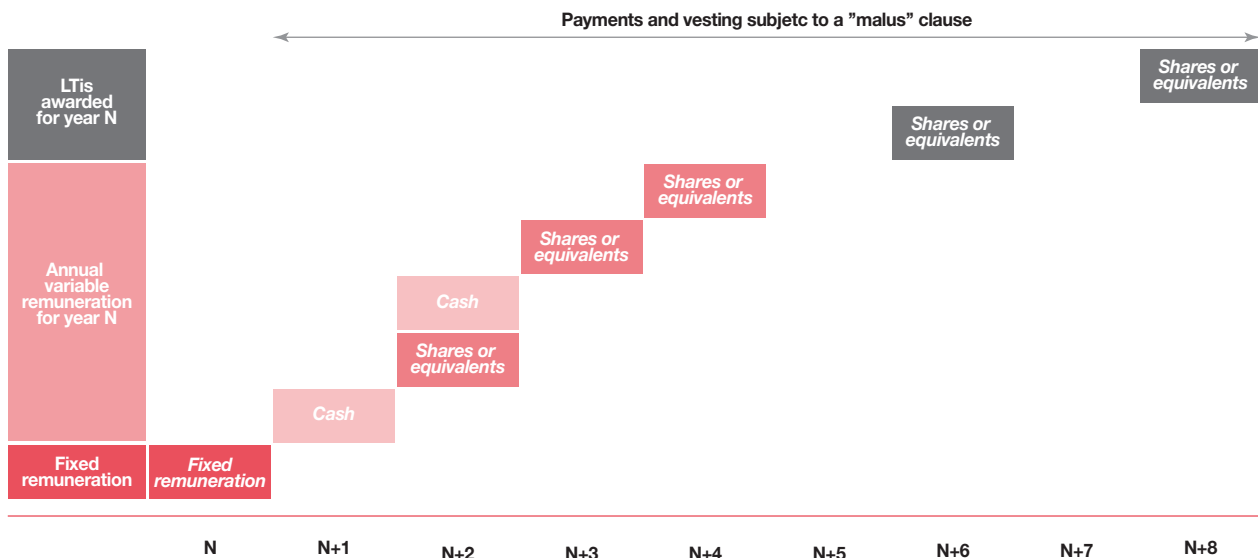 Payments and vesting subjetc to a ”malus” clause
LTis
awarded
for year N
Shares or
equivalents
Shares or
equivalents
Annual
variable
remuneration
for year N
Shares or
equivalents
Shares or
equivalents
Cash
Shares or
equivalents
Cash
Fixed
remuneration
Fixed
remuneration
N
N+1
N+2
N+3
N+4
N+5
N+6
N+7
N+8